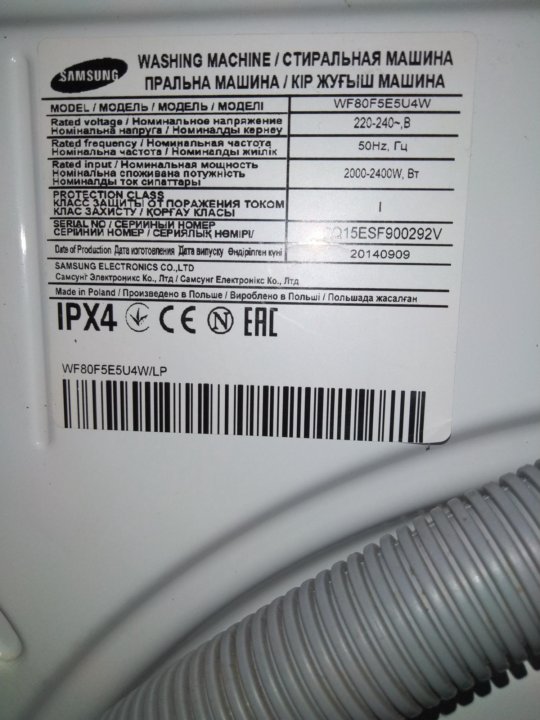 SAMSUNG
WASHING MACHINE / СТИРАЛЬНАЯ МАШИНА
ПРАЛЬНА МАШИНА / КІР ЖУҒЫШ МАШИНА
MODEL / МОДЕЛЬ / МОДЕЛЬ / МОДЕЛІ WF80F5E5U4W
Rated voltage / Номинальное напряжение
Номінальна напруга / Номиналды кернеу
220-240~,В
Rated frequency / Номинальная частота
Номінальна частота / Номиналды жиілік
50Hz, Гц
Rated input / Номинальная мощность
Номінальна споживана потужність
Номинальды ток сипаттары
2000-2400W, Вт
PROTECTION CLASS
КЛАСС ЗАЩИТЫ ОТ ПОРАЖЕНИЯ ТОКОМ
КЛАС ЗАХИСТУ / ҚОРҒАУ КЛАСЫ
I
SERIAL NO / СЕРИЙНЫЙ НОМЕР
СЕРІЙНИЙ НОМЕР / СЕРИЯЛЫҚ НӨМІРІ/
Q15ESF900292V
Date of Production Дата изготовления Дата випуску Өндірілген күні 20140909
SAMSUNG ELECTRONICS CO.,LTD
Самсунг Электроникс Ко., Лтд / Самсунг Електронікс Ко., Лтд
Made in Poland / Произведено в Польше / Вироблено в Польші / Польшада жасалған
IPX4 CE N EAC
WF80F5E5U4W/LP